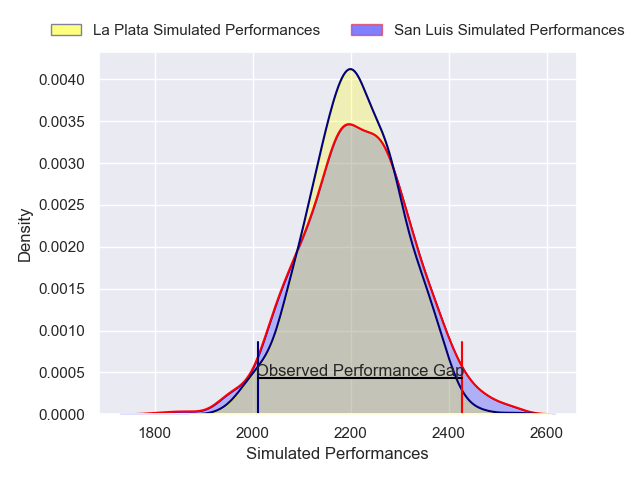 La Plata Simulated Performances
San Luis Simulated Performances
0.0040
0.0035
0.0030
0.0025
0.0020
0.0015
0.0010
0.0005
0.0000
Density
Observed Performance Gap
1800 2000 2200 2400 2600
Simulated Performances